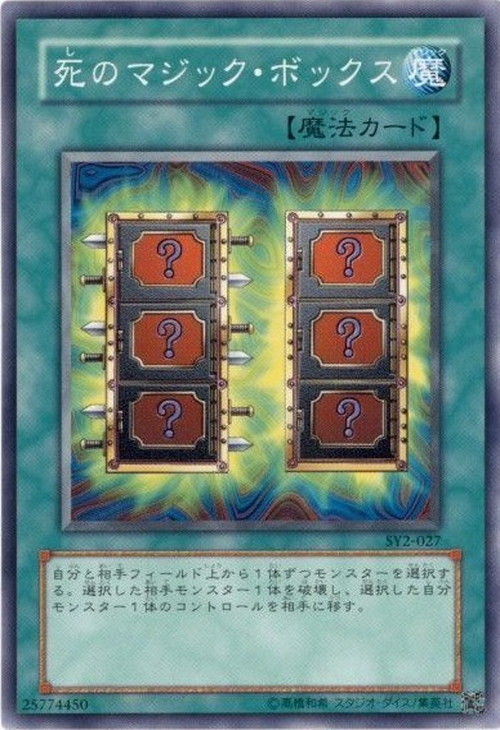 死のマジック・ボックス 魔
【魔法カード】
? ?
? ?
? ?
SY2-027
自分と相手フィールド上から1体ずつモンスターを選択す
る。選択した相手モンスター1体を破壊し、選択した自分
モンスター1体のコントロールを相手に移す。
25774450 ©高橋和希 スタジオ・ダイス/集英社